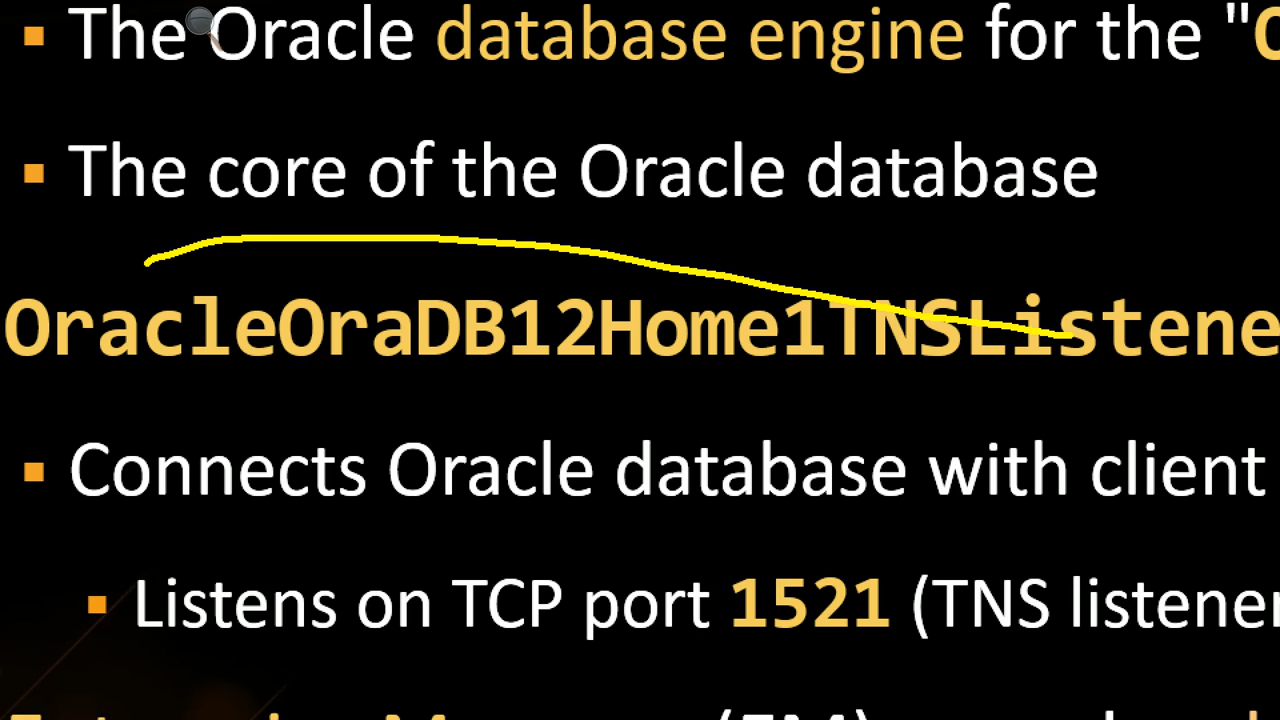 ▪ The Oracle database engine for the "
▪ The core of the Oracle database
OracleOraDB12Home1TNSListene
▪ Connects Oracle database with client
▪ Listens on TCP port 1521 (TNS listener